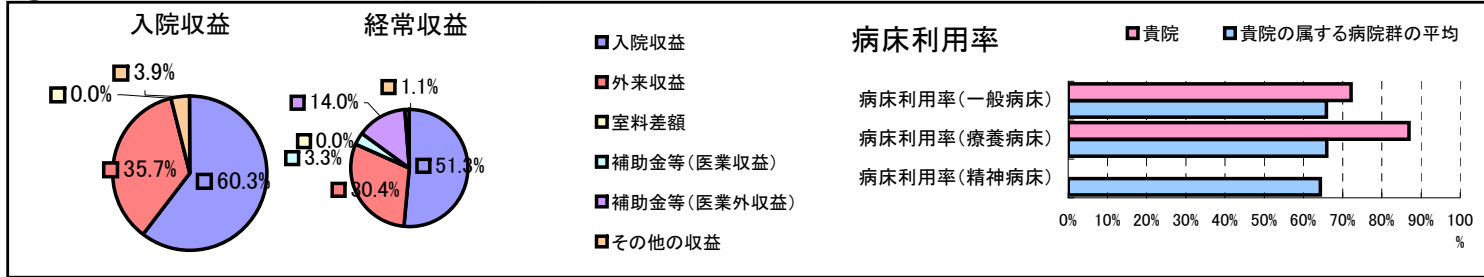 入院収益
3.9%
0.0%
35.7%
60.3%
経常収益
1.1%
14.0%
0.0%
3.3%
30.4%
51.3%
入院収益
外来収益
室料差額
補助金等(医業収益)
補助金等(医業外収益)
その他の収益
病床利用率
貴院
貴院の属する病院群の平均
病床利用率(一般病床)
病床利用率(療養病床)
病床利用率(精神病床)
0% 10% 20% 30% 40% 50% 60% 70% 80% 90% 100
%